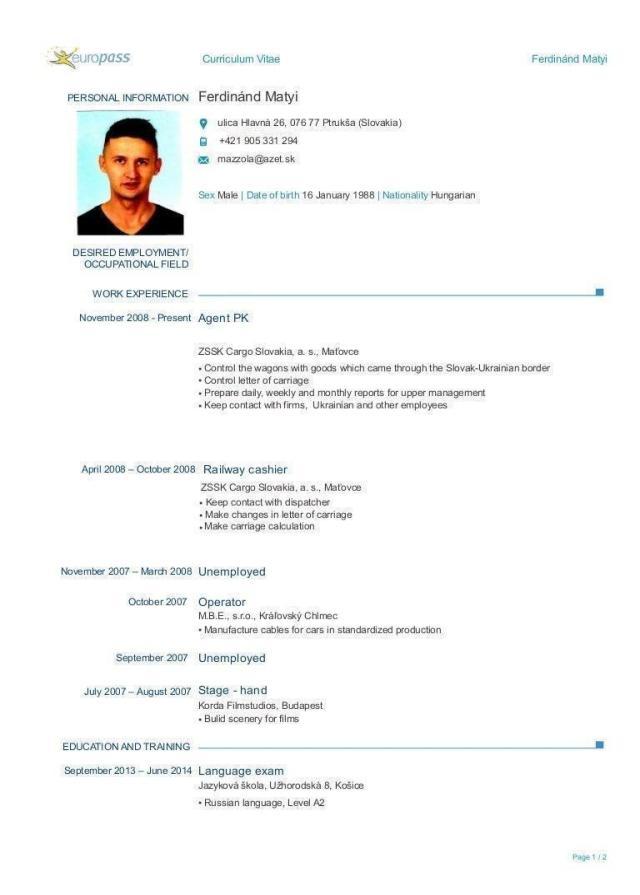 europass
Curriculum Vitae
Ferdinánd Matyi
PERSONAL INFORMATION
Ferdinánd Matyi
ulica Hlavná 26, 076 77 Ptrukša (Slovakia)
+421 905 331 294
mazzola@azet.sk
Sex Male | Date of birth 16 January 1988 | Nationality Hungarian
DESIRED EMPLOYMENT/
OCCUPATIONAL FIELD
WORK EXPERIENCE
November 2008 - Present Agent PK
ZSSK Cargo Slovakia, a. s., Maťovce
• Control the wagons with goods which came through the Slovak-Ukrainian border
• Control letter of carriage
• Prepare daily, weekly and monthly reports for upper management
• Keep contact with firms, Ukrainian and other employees
April 2008 – October 2008 Railway cashier
ZSSK Cargo Slovakia, a. s., Maťovce
• Keep contact with dispatcher
• Make changes in letter of carriage
• Make carriage calculation
November 2007 – March 2008 Unemployed
October 2007 Operator
M.B.E., s.r.o., Kráľovský Chlmec
• Manufacture cables for cars in standardized production
September 2007 Unemployed
July 2007 – August 2007 Stage - hand
Korda Filmstudios, Budapest
• Bulid scenery for films
EDUCATION AND TRAINING
September 2013 – June 2014 Language exam
Jazyková škola, Užhorodská 8, Košice
• Russian language, Level A2
Page 1 / 2